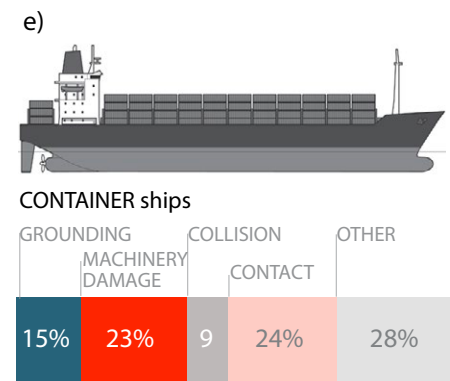 e)
CONTAINER ships
GROUNDING COLLISION OTHER
MACHINERY
DAMAGE CONTACT
15% 23% 9 24% 28%